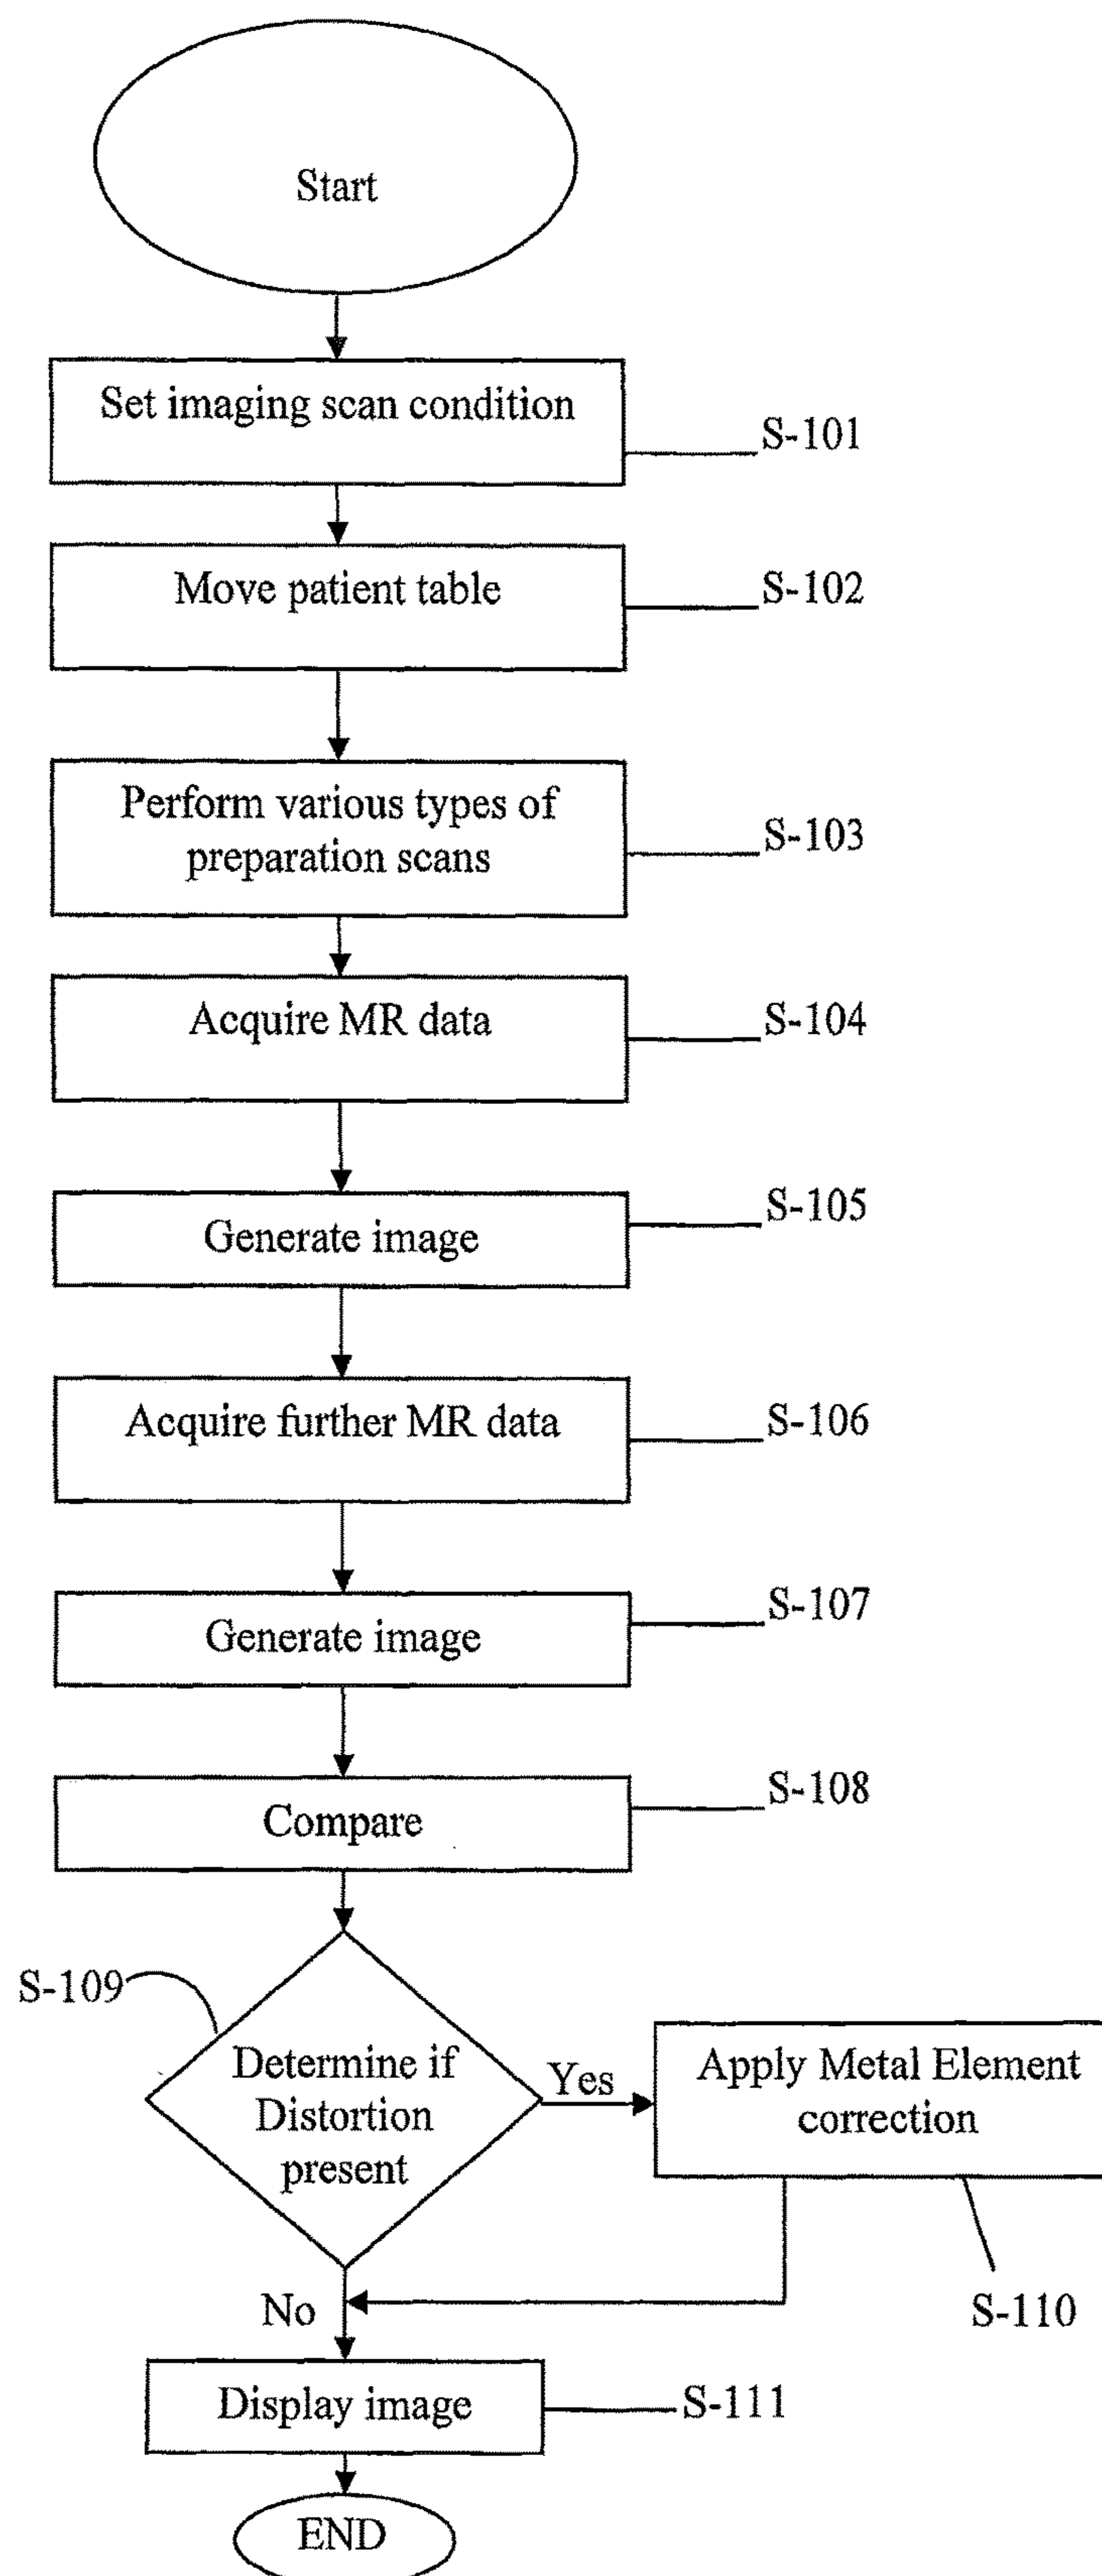 Start
Set imaging scan condition
S-101
Move patient table
S-102
Perform various types of
preparation scans
S-103
Acquire MR data
S-104
Generate image
S-105
Acquire further MR data
S-106
Generate image
S-107
Compare
S-108
S-109
Determine if
Distortion
present
Yes
Apply Metal Element
correction
No
S-110
Display image
S-111
END